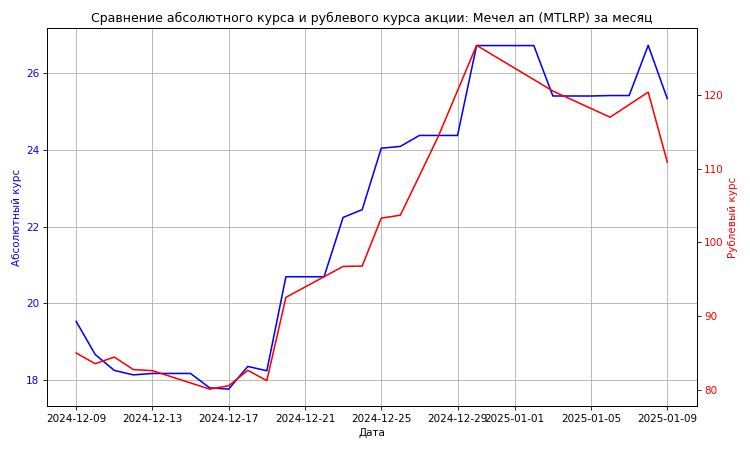 Сравнение абсолютного курса и рублевого курса акции: Мечел ап (MTLRP) за месяц
Абсолютный курс
26
24
22
20
18
120
110
100
90
80
Рублевый курс
2024-12-09 2024-12-13 2024-12-17 2024-12-21 2024-12-25 2024-12-29 2025-01-01 2025-01-05 2025-01-09
Дата